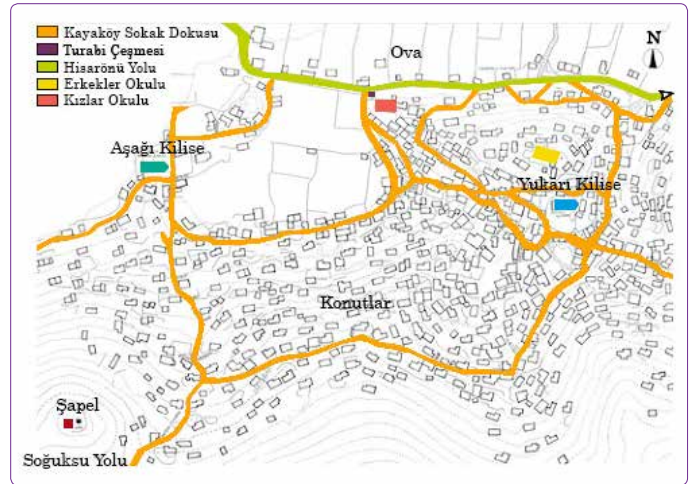 Kayaköy Sokak Dokusu
Turabi Çeşmesi
Hisarönü Yolu
Erkekler Okulu
Kızlar Okulu
Ova
N
Aşağı Kilise
Yukarı Kilise
Konutlar
Şapel
Soğuksu Yolu